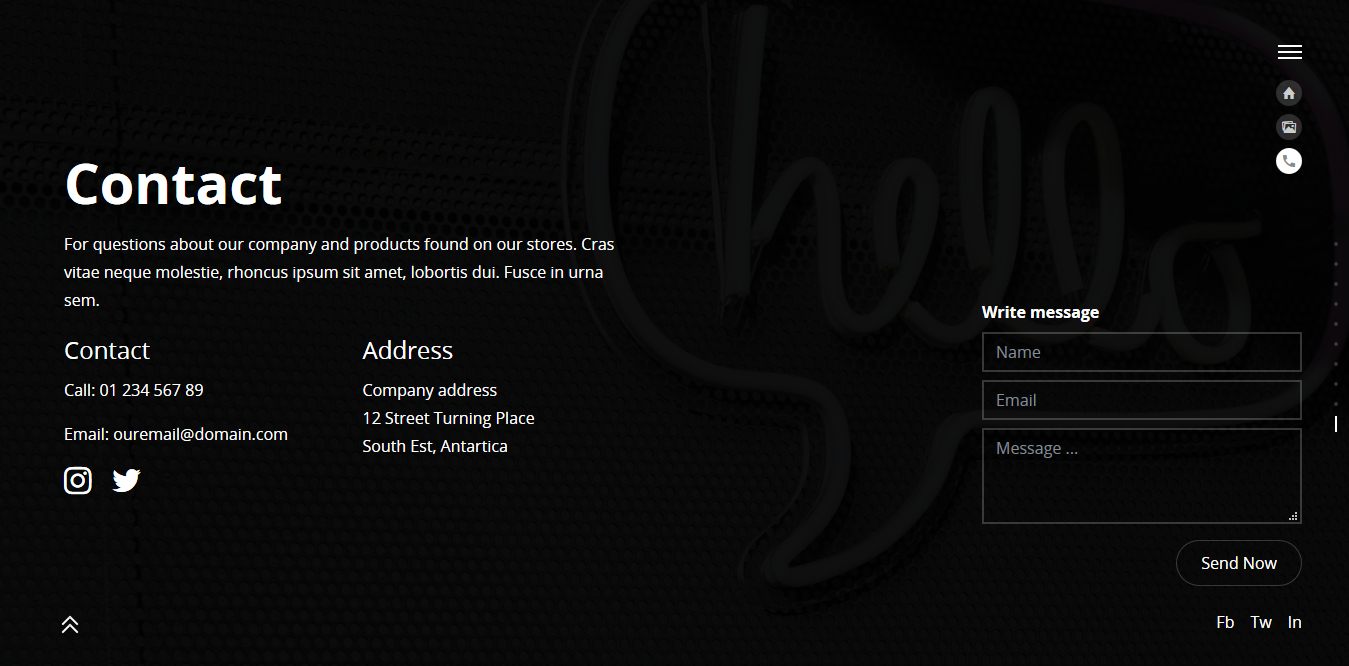 hello
Contact
For questions about our company and products found on our stores. Cras
vitae neque molestie, rhoncus ipsum sit amet, lobortis dui. Fusce in urna
sem.
Contact
Call: 01 234 567 89
Email: ouremail@domain.com
Address
Company address
12 Street Turning Place
South Est, Antartica
Write message
Name
Email
Message ...
Send Now
Fb Tw In